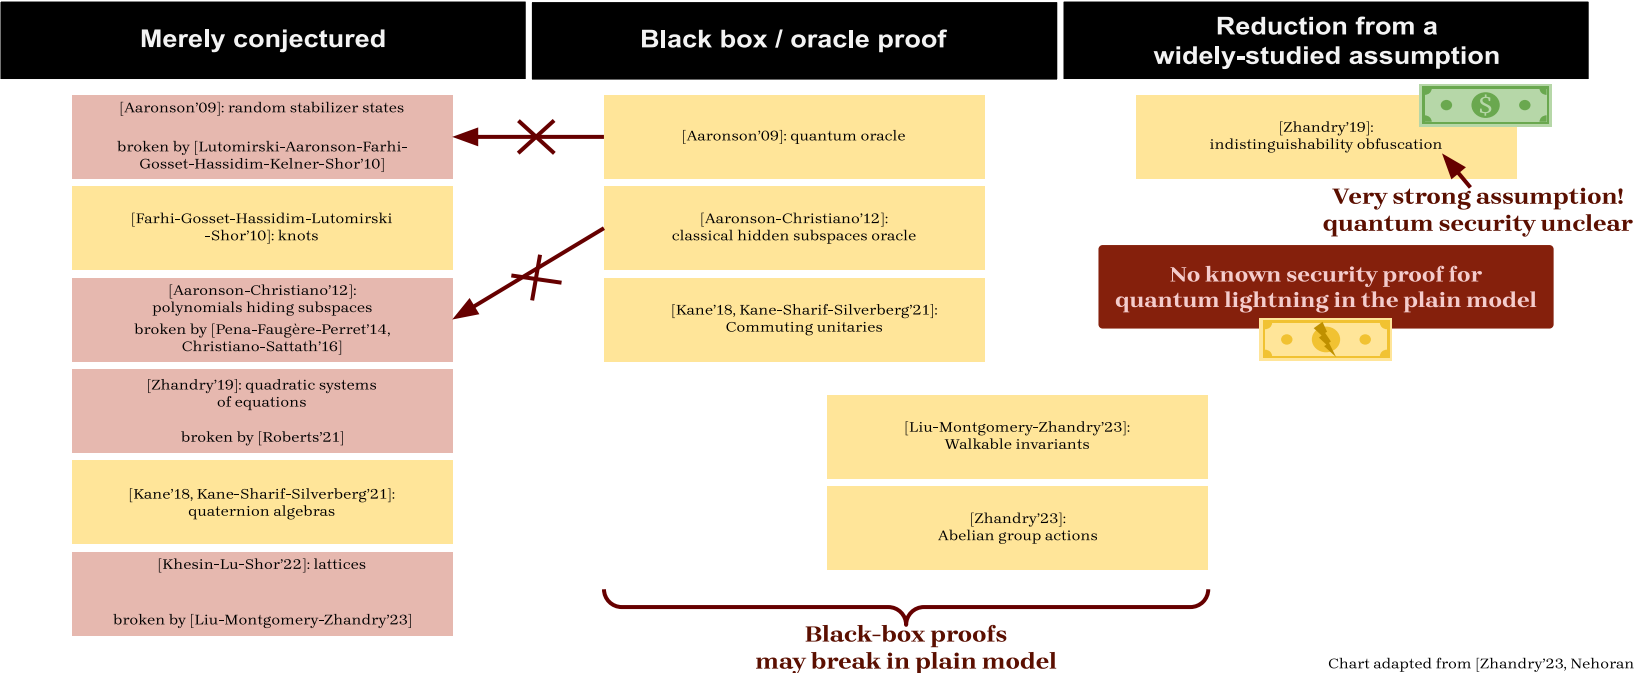 Merely conjectured
Black box / oracle proof
Reduction from a
widely-studied assumption
[Aaronson’09]: random stabilizer states
broken by [Lutomirski-Aaronson-Farhi-
Gosset-Hassidim-Kelner-Shor’10]
[Farhi-Gosset-Hassidim-Lutomirski
-Shor’10]: knots
[Aaronson-Christiano’12]:
polynomials hiding subspaces
broken by [Pena-Faugère-Perret’14,
Christiano-Sattath’16]
[Zhandry’19]: quadratic systems
of equations
broken by [Roberts’21]
[Kane’18, Kane-Sharif-Silverberg’21]:
quaternion algebras
[Khesin-Lu-Shor’22]: lattices
broken by [Liu-Montgomery-Zhandry’23]
[Aaronson’09]: quantum oracle
[Aaronson-Christiano’12]:
classical hidden subspaces oracle
[Kane’18, Kane-Sharif-Silverberg’21]:
Commuting unitaries
[Liu-Montgomery-Zhandry’23]:
Walkable invariants
[Zhandry’23]:
Abelian group actions
Black-box proofs
may break in plain model
$
[Zhandry’19]:
indistinguishability obfuscation
Very strong assumption!
quantum security unclear
No known security proof for
quantum lightning in the plain model
Chart adapted from [Zhandry’23, Nehoran